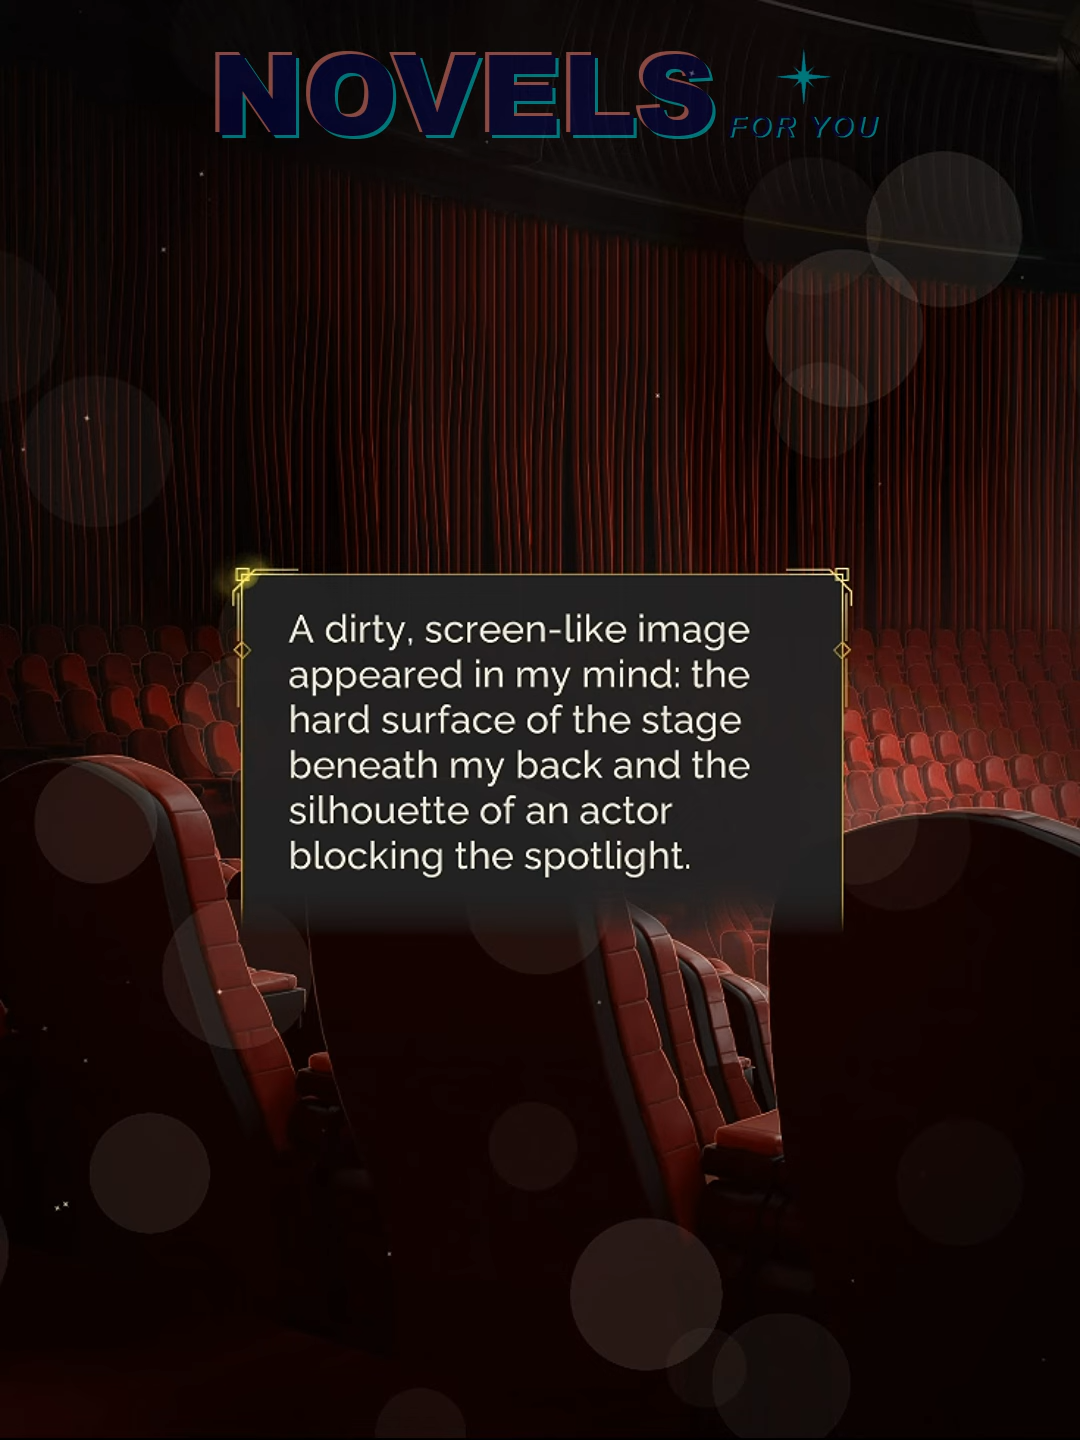 NOVELS
FOR YOU
A dirty, screen-like image
appeared in my mind: the
hard surface of the stage
beneath my back and the
silhouette of an actor
blocking the spotlight.